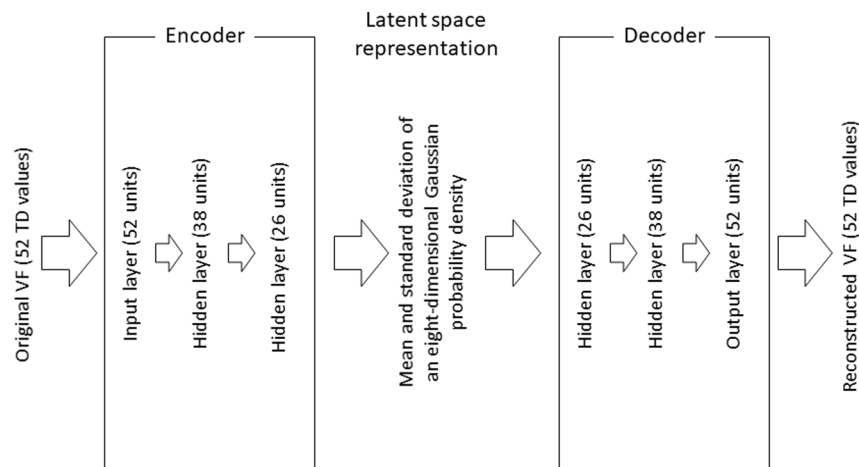 Encoder
Latent space
representation
Decoder
Original VF (52 TD values)
Input layer (52 units)
Hidden layer (38 units)
Hidden layer (26 units)
Mean and standard deviation of
an eight-dimensional Gaussian
probability density
Hidden layer (26 units)
Hidden layer (38 units)
Output layer (52 units)
Reconstructed VF (52 TD values)